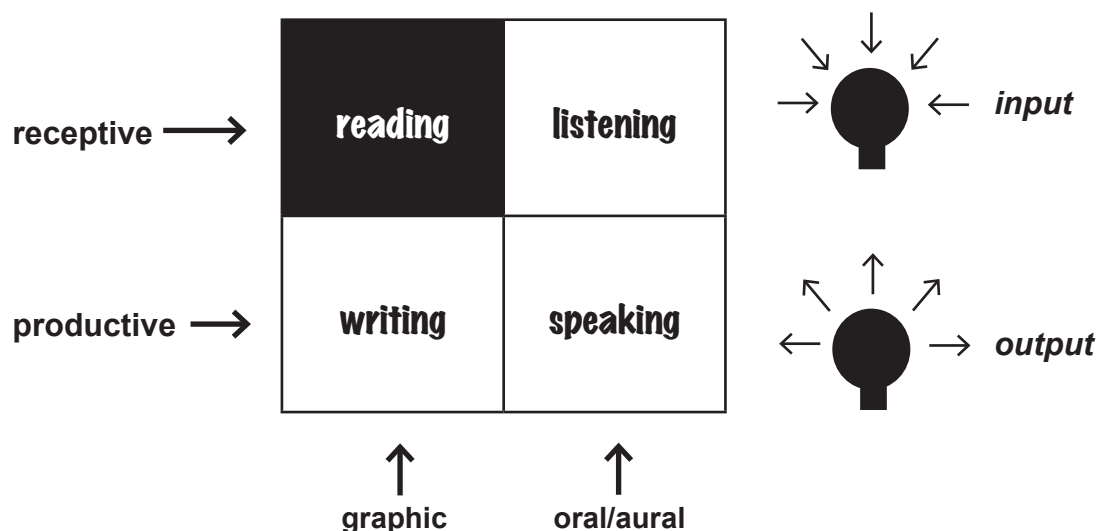 receptive
reading
listening
input
productive
writing
speaking
output
graphic
oral/aural